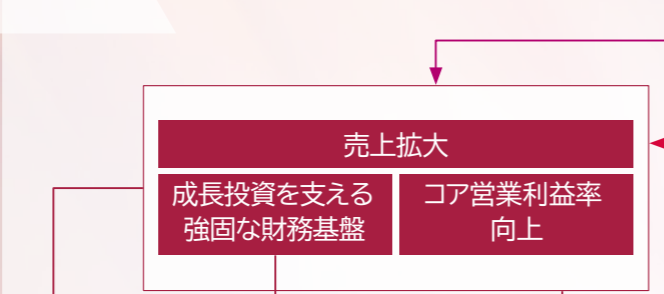 売上拡大
成長投資を支える
強固な財務基盤
コア営業利益率
向上